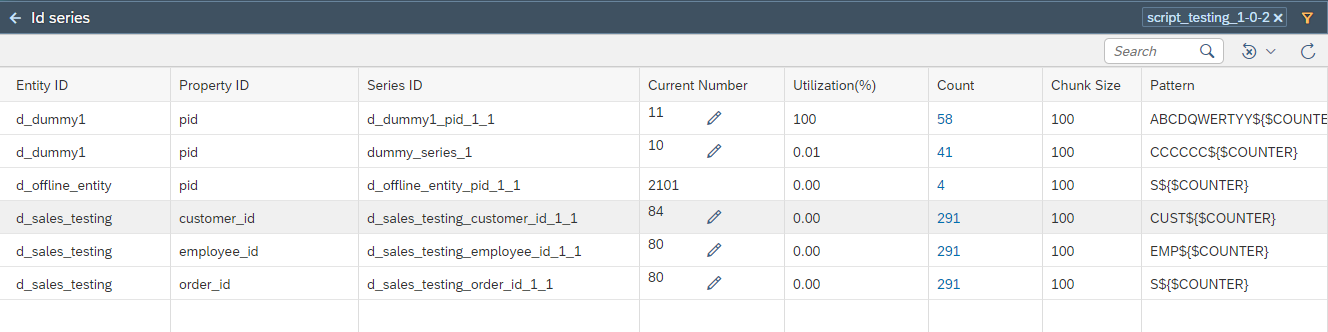 Id series script_testing_1-0-2
Search
Entity ID Property ID Series ID Current Number Utilization(%) Count Chunk Size Pattern
d_dummy1 pid d_dummy1_pid_1_1 11 100 58 100 ABCDQWERTYY${$COUNTE
d_dummy1 pid dummy_series_1 10 0.01 41 100 CCCCCC${$COUNTER}
d_offline_entity pid d_offline_entity_pid_1_1 2101 0.00 4 100 S${$COUNTER}
d_sales_testing customer_id d_sales_testing_customer_id_1_1 84 0.00 291 100 CUST${$COUNTER}
d_sales_testing employee_id d_sales_testing_employee_id_1_1 80 0.00 291 100 EMP${$COUNTER}
d_sales_testing order_id d_sales_testing_order_id_1_1 80 0.00 291 100 S${$COUNTER}